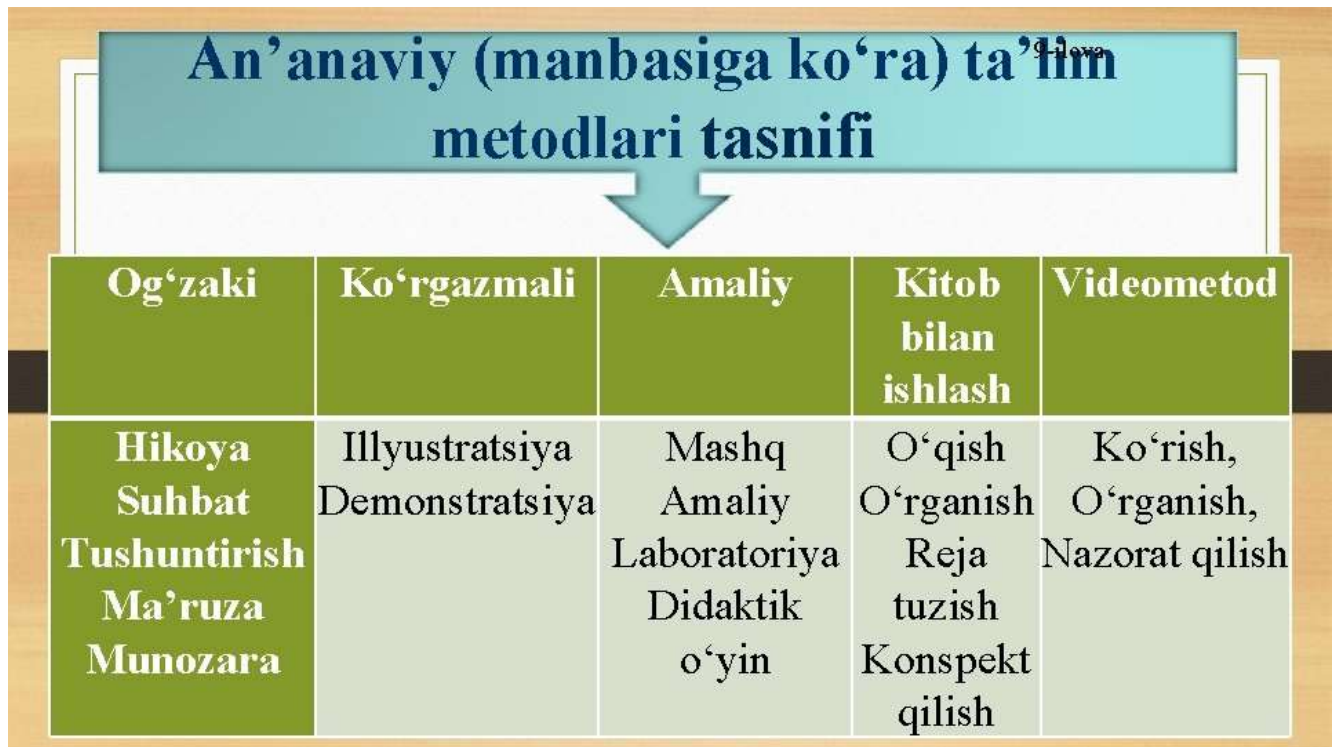 An’anaviy (manbasiga ko‘ra) ta’lim
9-ilova
metodlari tasnifi
Og‘zaki
Ko‘rgazmali
Amaliy
Kitob
bilan
ishlash
Videometod
Hikoya
Suhbat
Tushuntirish
Ma’ruza
Munozara
Illyustratsiya
Demonstratsiya
Mashq
Amaliy
Laboratoriya
Didaktik
o‘yin
O‘qish
O‘rganish
Reja
tuzish
Konspekt
qilish
Ko‘rish,
O‘rganish,
Nazorat qilish